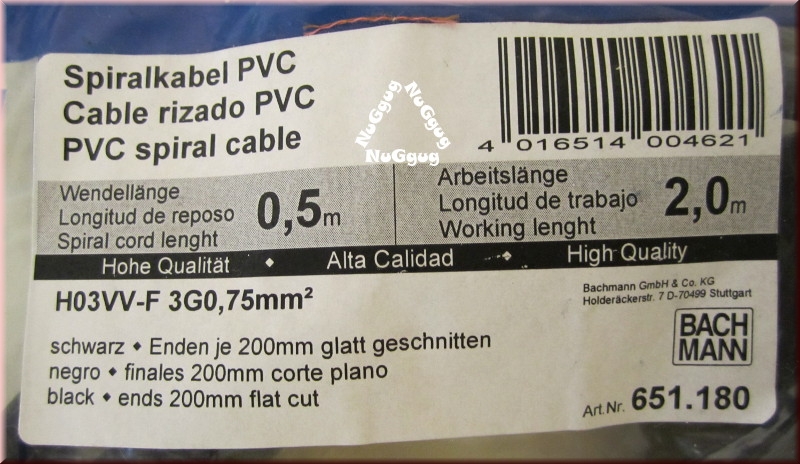 Spiralkabel PVC
Cable rizado PVC
PVC spiral cable
NuGgug
NuGgug
NuGgug
4 016514 004621
Wendellänge
Longitud de reposo
Spiral cord lenght
0,5m
Arbeitslänge
Longitud de trabajo
Working lenght
2,0m
Hohe Qualität ◆ Alta Calidad ◆ High Quality
H03VV-F 3G0,75mm²
Bachmann GmbH & Co. KG
Holderäckerstr. 7 D-70499 Stuttgart
schwarz ◆ Enden je 200mm glatt geschnitten
negro ◆ finales 200mm corte plano
black ◆ ends 200mm flat cut
BACH
MANN
Art.Nr. 651.180